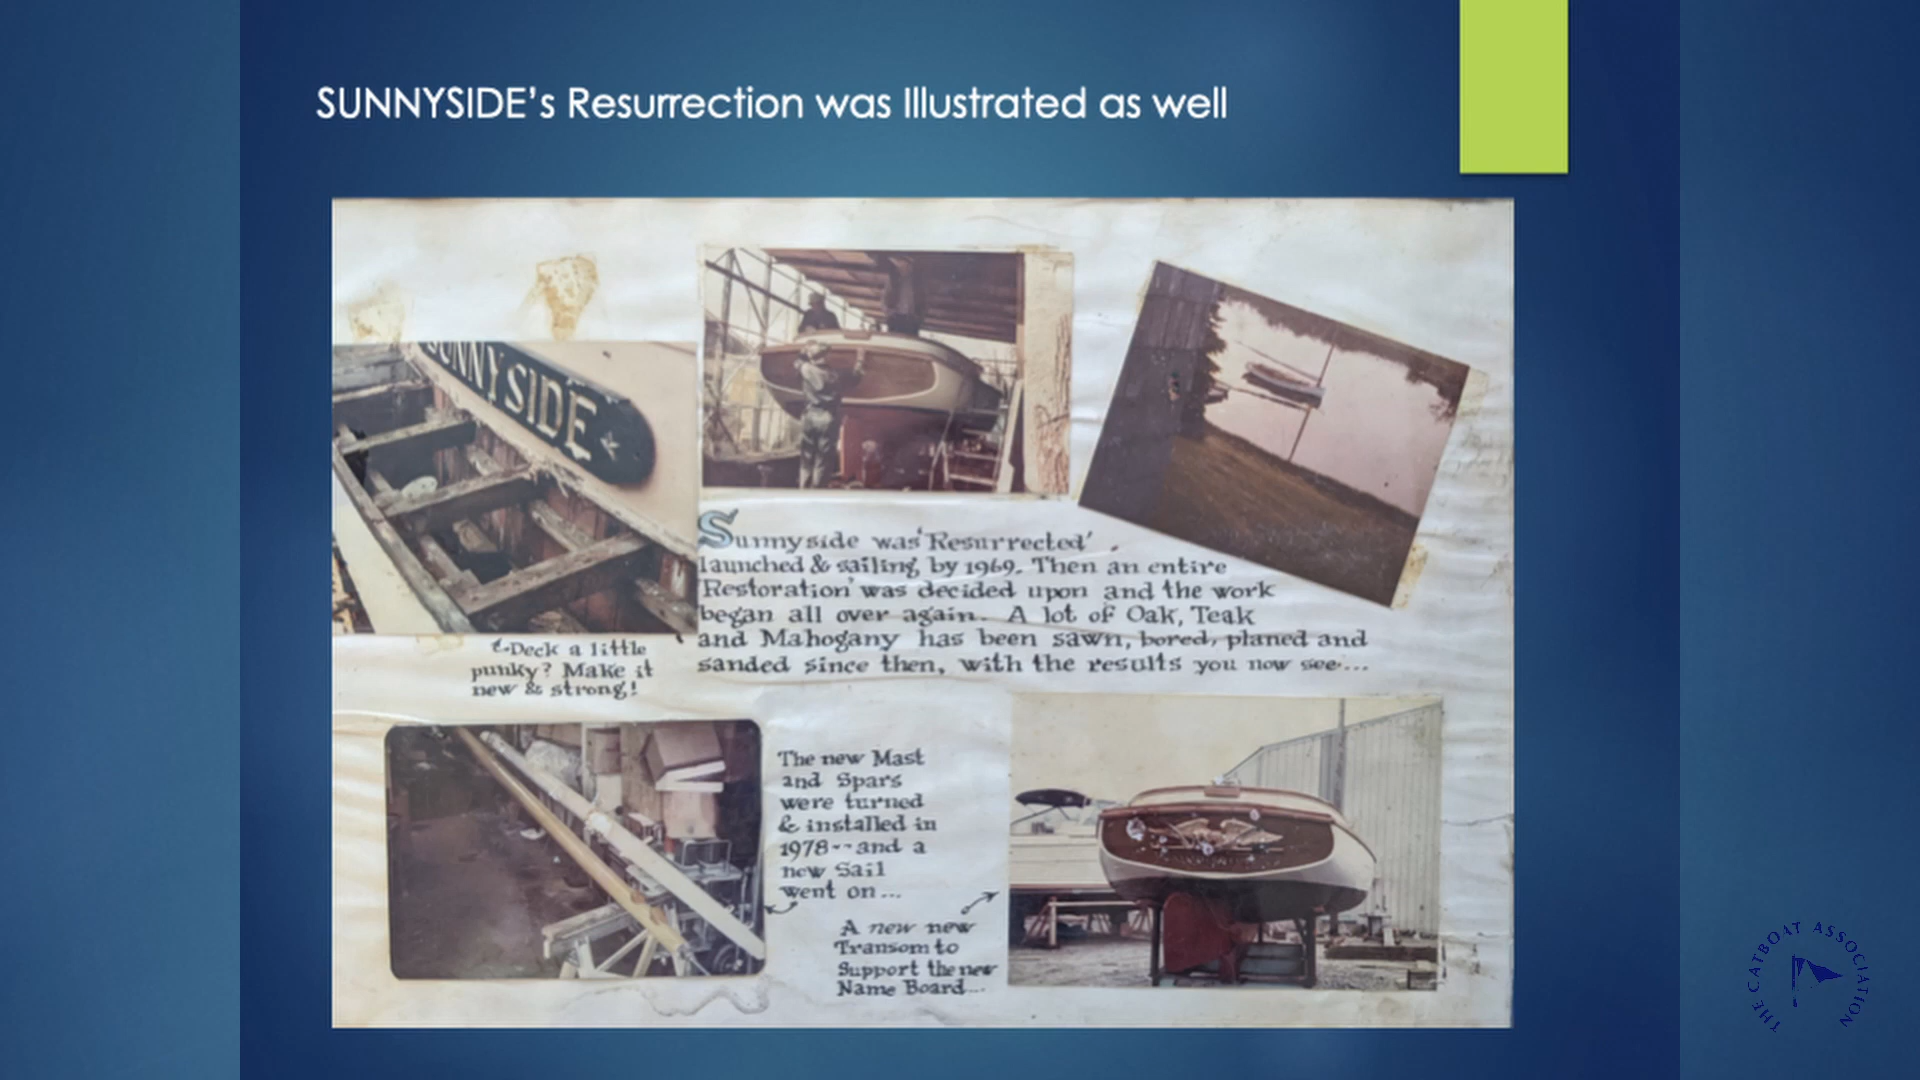 SUNNYSIDE's Resurrection was Illustrated as well
SUNNYSIDE
Sunnyside was 'Resurrected'
launched & sailing by 1969. Then an entire
'Restoration' was decided upon and the work
began all over again. A lot of Oak, Teak
and Mahogany has been sawn, bored, planed and
sanded since then, with the results you now see...
Deck a little
punky? Make it
new & strong!
The new Mast
and Spars
were turned
& installed in
1978--and a
new Sail
went on...
A new new
Transom to
Support the new
Name Board...
THE CATBOAT ASSOCIATION